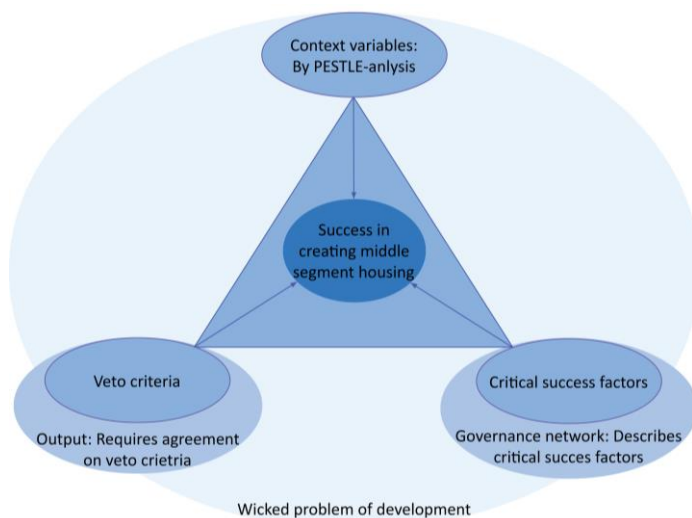 Context variables:
By PESTLE-anlysis
Success in
creating middle
segment housing
Veto criteria
Critical success factors
Output: Requires agreement
on veto crietria
Governance network: Describes
critical succes factors
Wicked problem of development